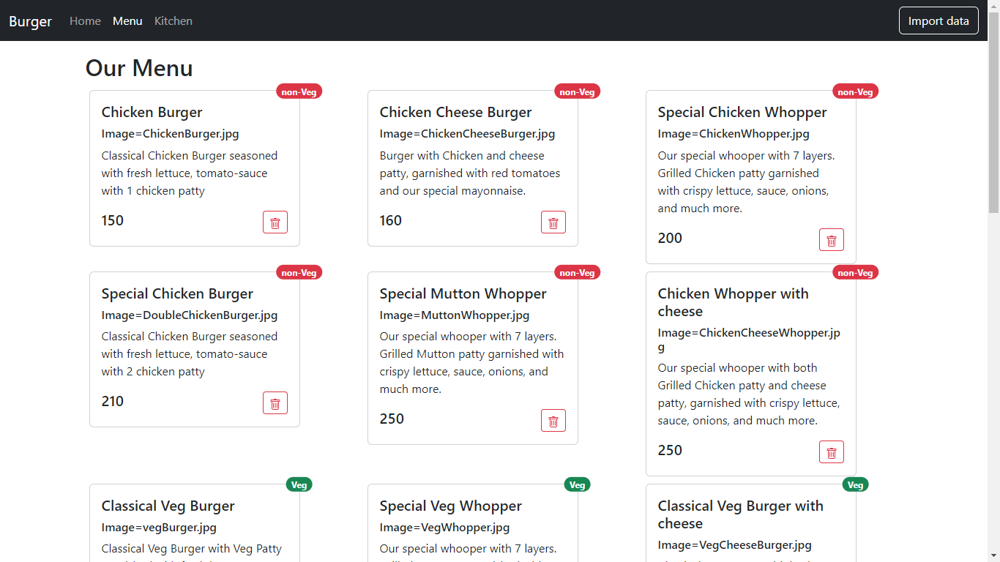 Burger Home Menu Kitchen Import data
Our Menu
non-Veg
Chicken Burger
Image=ChickenBurger.jpg
Classical Chicken Burger seasoned
with fresh lettuce, tomato-sauce
with 1 chicken patty
150
non-Veg
Chicken Cheese Burger
Image=ChickenCheeseBurger.jpg
Burger with Chicken and cheese
patty, garnished with red tomatoes
and our special mayonnaise.
160
non-Veg
Special Chicken Whopper
Image=ChickenWhopper.jpg
Our special whooper with 7 layers.
Grilled Chicken patty garnished
with crispy lettuce, sauce, onions,
and much more.
200
non-Veg
Special Chicken Burger
Image=DoubleChickenBurger.jpg
Classical Chicken Burger seasoned
with fresh lettuce, tomato-sauce
with 2 chicken patty
210
non-Veg
Special Mutton Whopper
Image=MuttonWhopper.jpg
Our special whooper with 7 layers.
Grilled Mutton patty garnished with
crispy lettuce, sauce, onions, and
much more.
250
non-Veg
Chicken Whopper with
cheese
Image=ChickenCheeseWhopper.jp
g
Our special whooper with both
Grilled Chicken patty and cheese
patty, garnished with crispy lettuce,
sauce, onions, and much more.
250
Veg
Classical Veg Burger
Image=vegBurger.jpg
Classical Veg Burger with Veg Patty
Veg
Special Veg Whopper
Image=VegWhopper.jpg
Our special whooper with 7 layers.
Veg
Classical Veg Burger with
cheese
Image=VegCheeseBurger.jpg